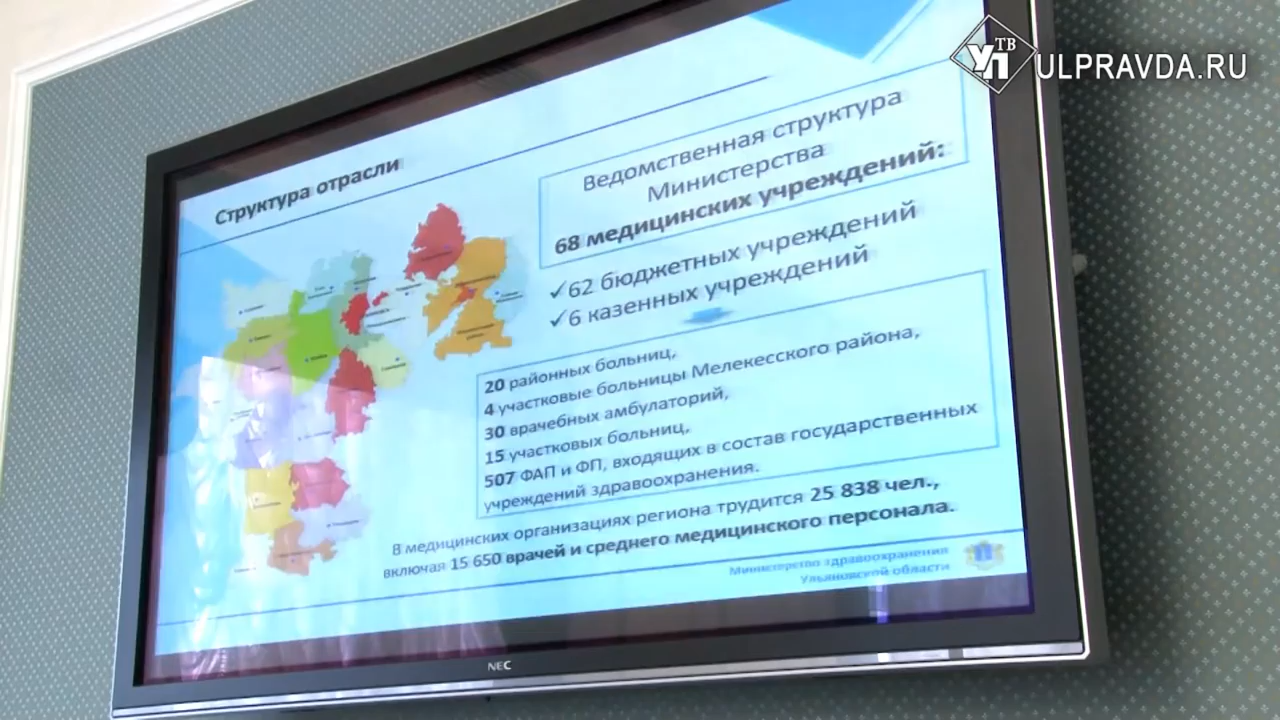 ТВ
УП
ULPRAVDA.RU
Структура отрасли
Ведомственная структура
Министерства
68 медицинских учреждений:
✓62 бюджетных учреждений
✓6 казенных учреждений
20 районных больниц,
4 участковые больницы Мелекесского района,
30 врачебных амбулаторий,
15 участковых больниц,
507 ФАП и ФП, входящих в состав государственных
учреждений здравоохранения.
В медицинских организациях региона трудится 25 838 чел.,
включая 15 650 врачей и среднего медицинского персонала.
Министерство здравоохранения
Ульяновской области
NEC